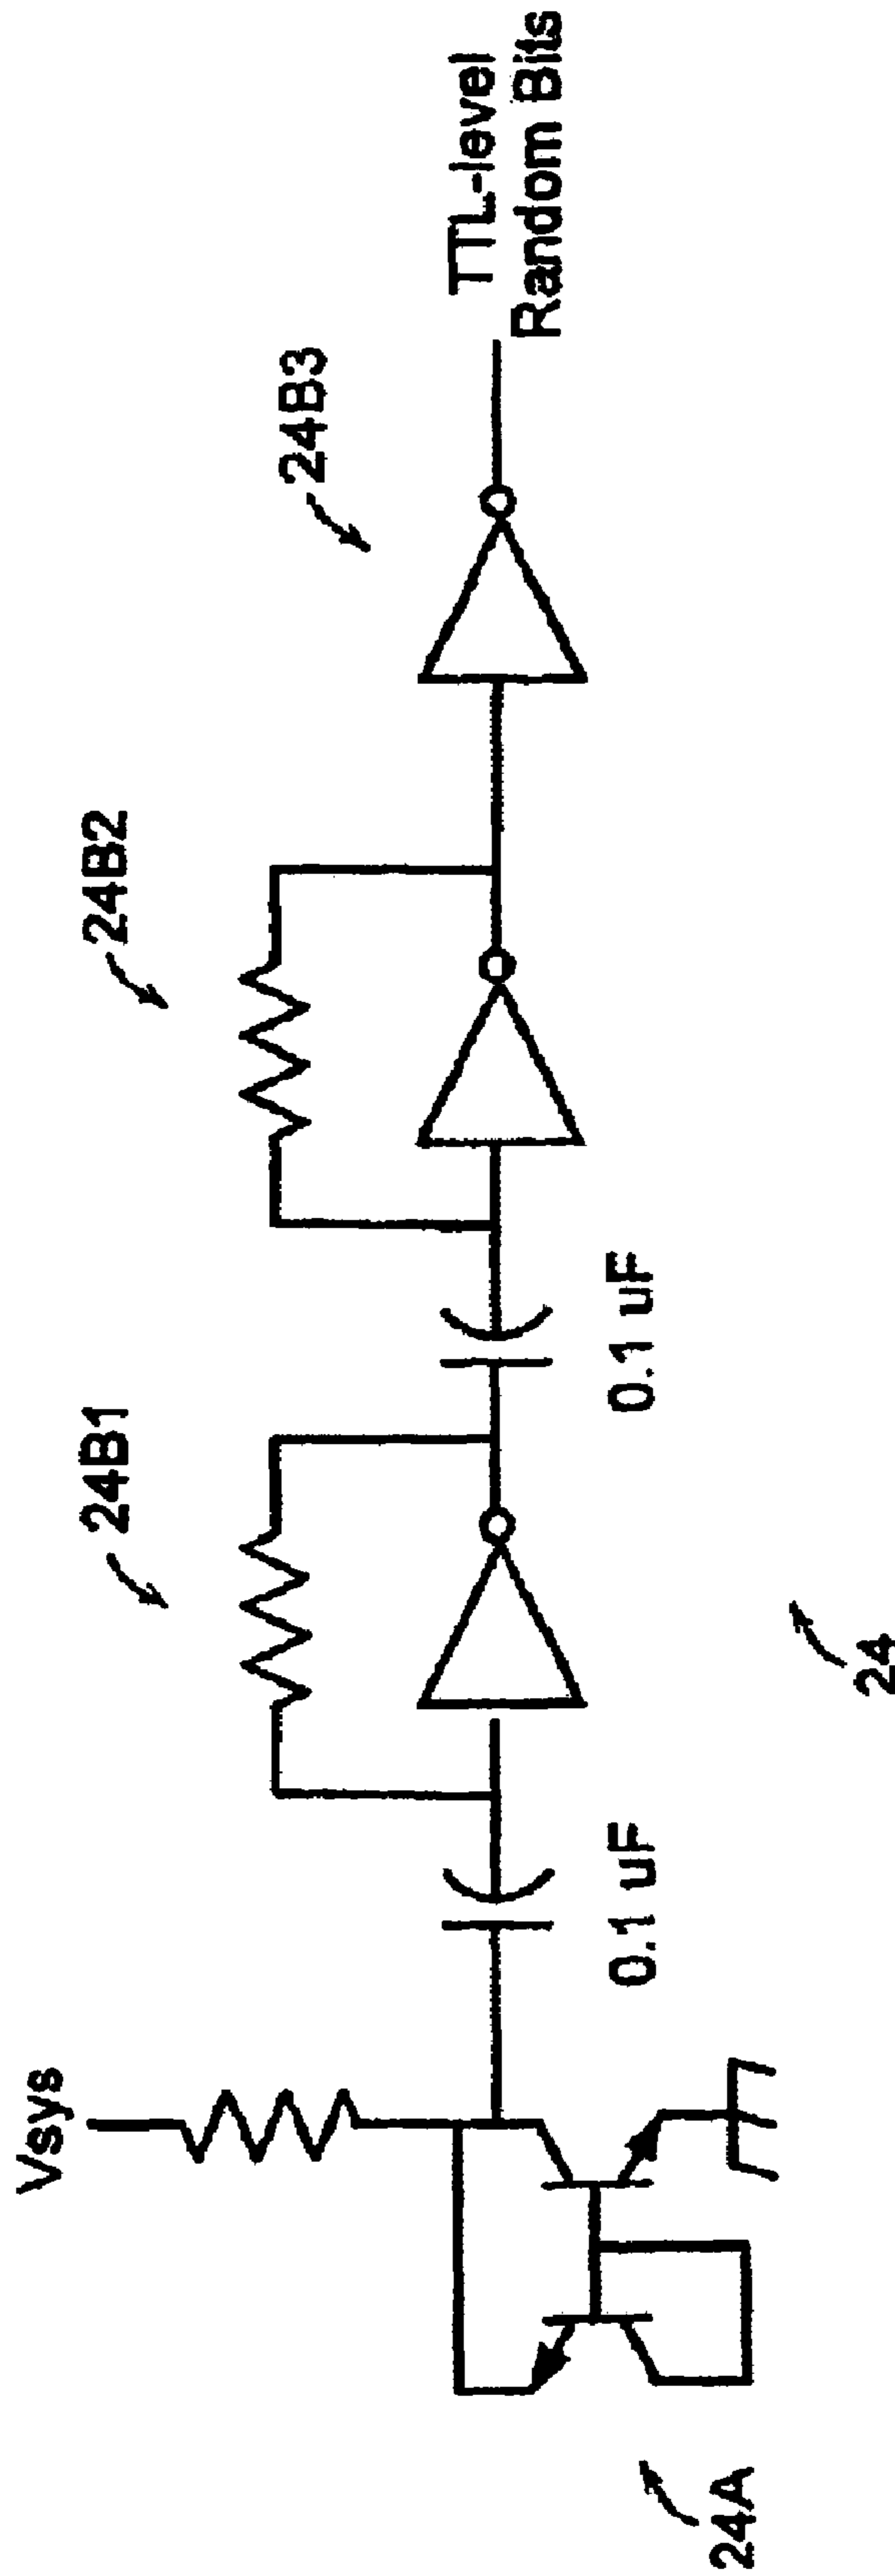 24B1
24B2
24B3
Vsys
TTL-level
Random Bits
0.1 uF
0.1 uF
24A
24